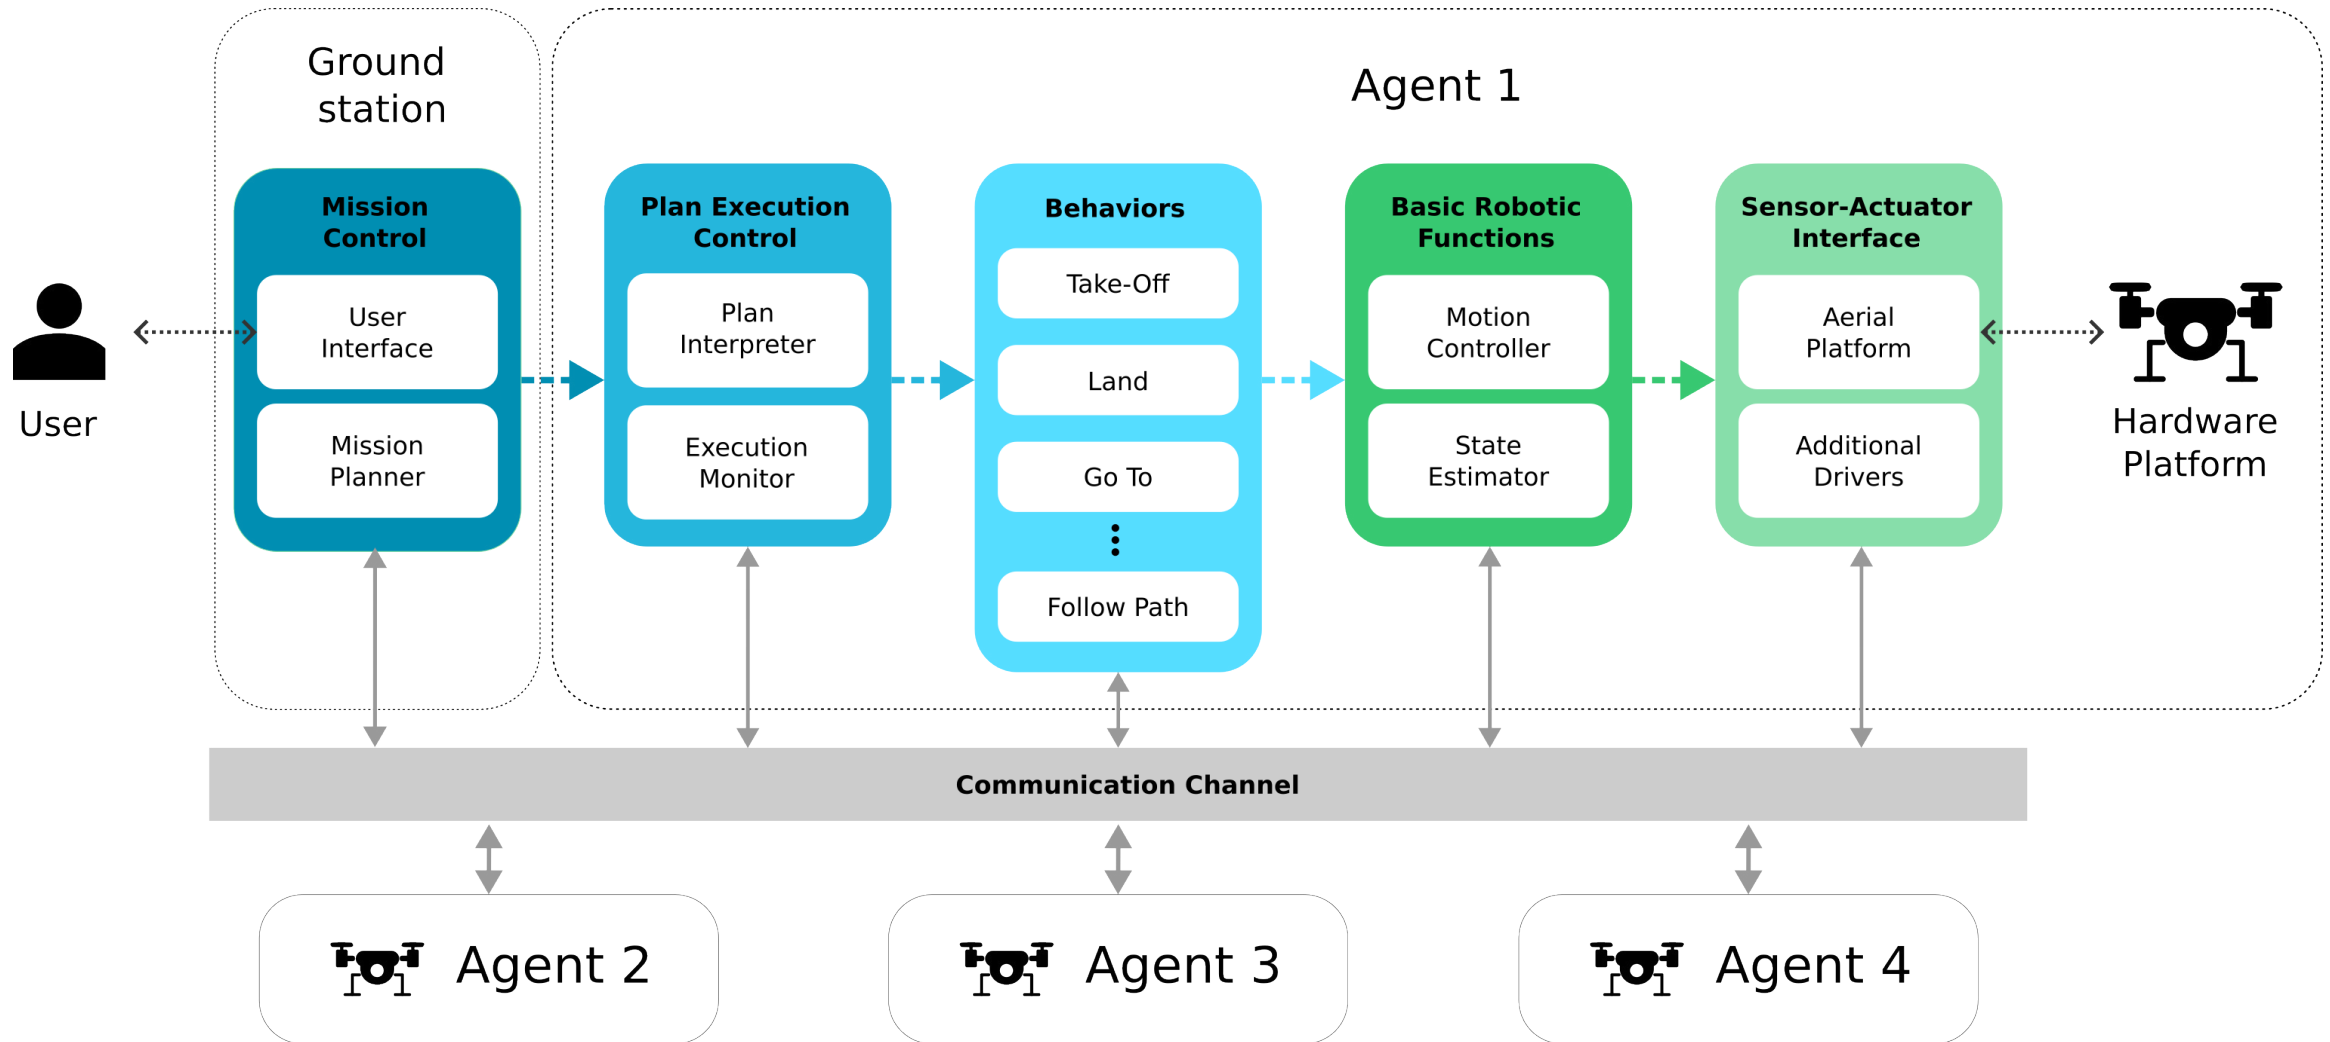 Ground
station
Agent 1
Mission
Control
User
Interface
Mission
Planner
Plan Execution
Control
Plan
Interpreter
Execution
Monitor
Behaviors
Take-Off
Land
Go To
Follow Path
Basic Robotic
Functions
Motion
Controller
State
Estimator
Sensor-Actuator
Interface
Aerial
Platform
Additional
Drivers
User
Hardware
Platform
Communication Channel
Agent 2
Agent 3
Agent 4